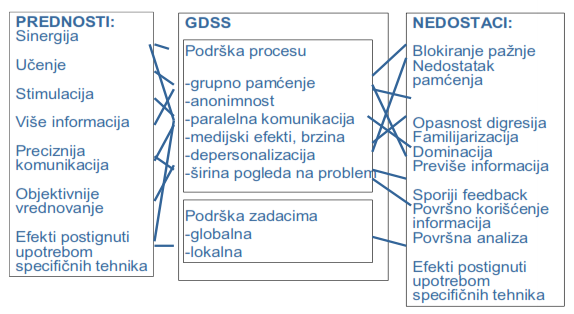 PREDNOSTI:
Sinergija
Učenje
Stimulacija
Više informacija
Preciznija
komunikacija
Objektivnije
vrednovanje
Efekti postignuti
upotrebom
specifičnih tehnika
GDSS
Podrška procesu
-grupno pamćenje
-anonimnost
-paralelna komunikacija
-medijski efekti, brzina
-depersonalizacija
-širina pogleda na problem
Podrška zadacima
-globalna
-lokalna
NEDOSTACI:
Blokiranje pažnje
Nedostatak
pamćenja
Opasnost digresija
Familijarizacija
Dominacija
Previše informacija
Sporiji feedback
Površno korišćenje
informacija
Površna analiza
Efekti postignuti
upotrebom
specifičnih tehnika